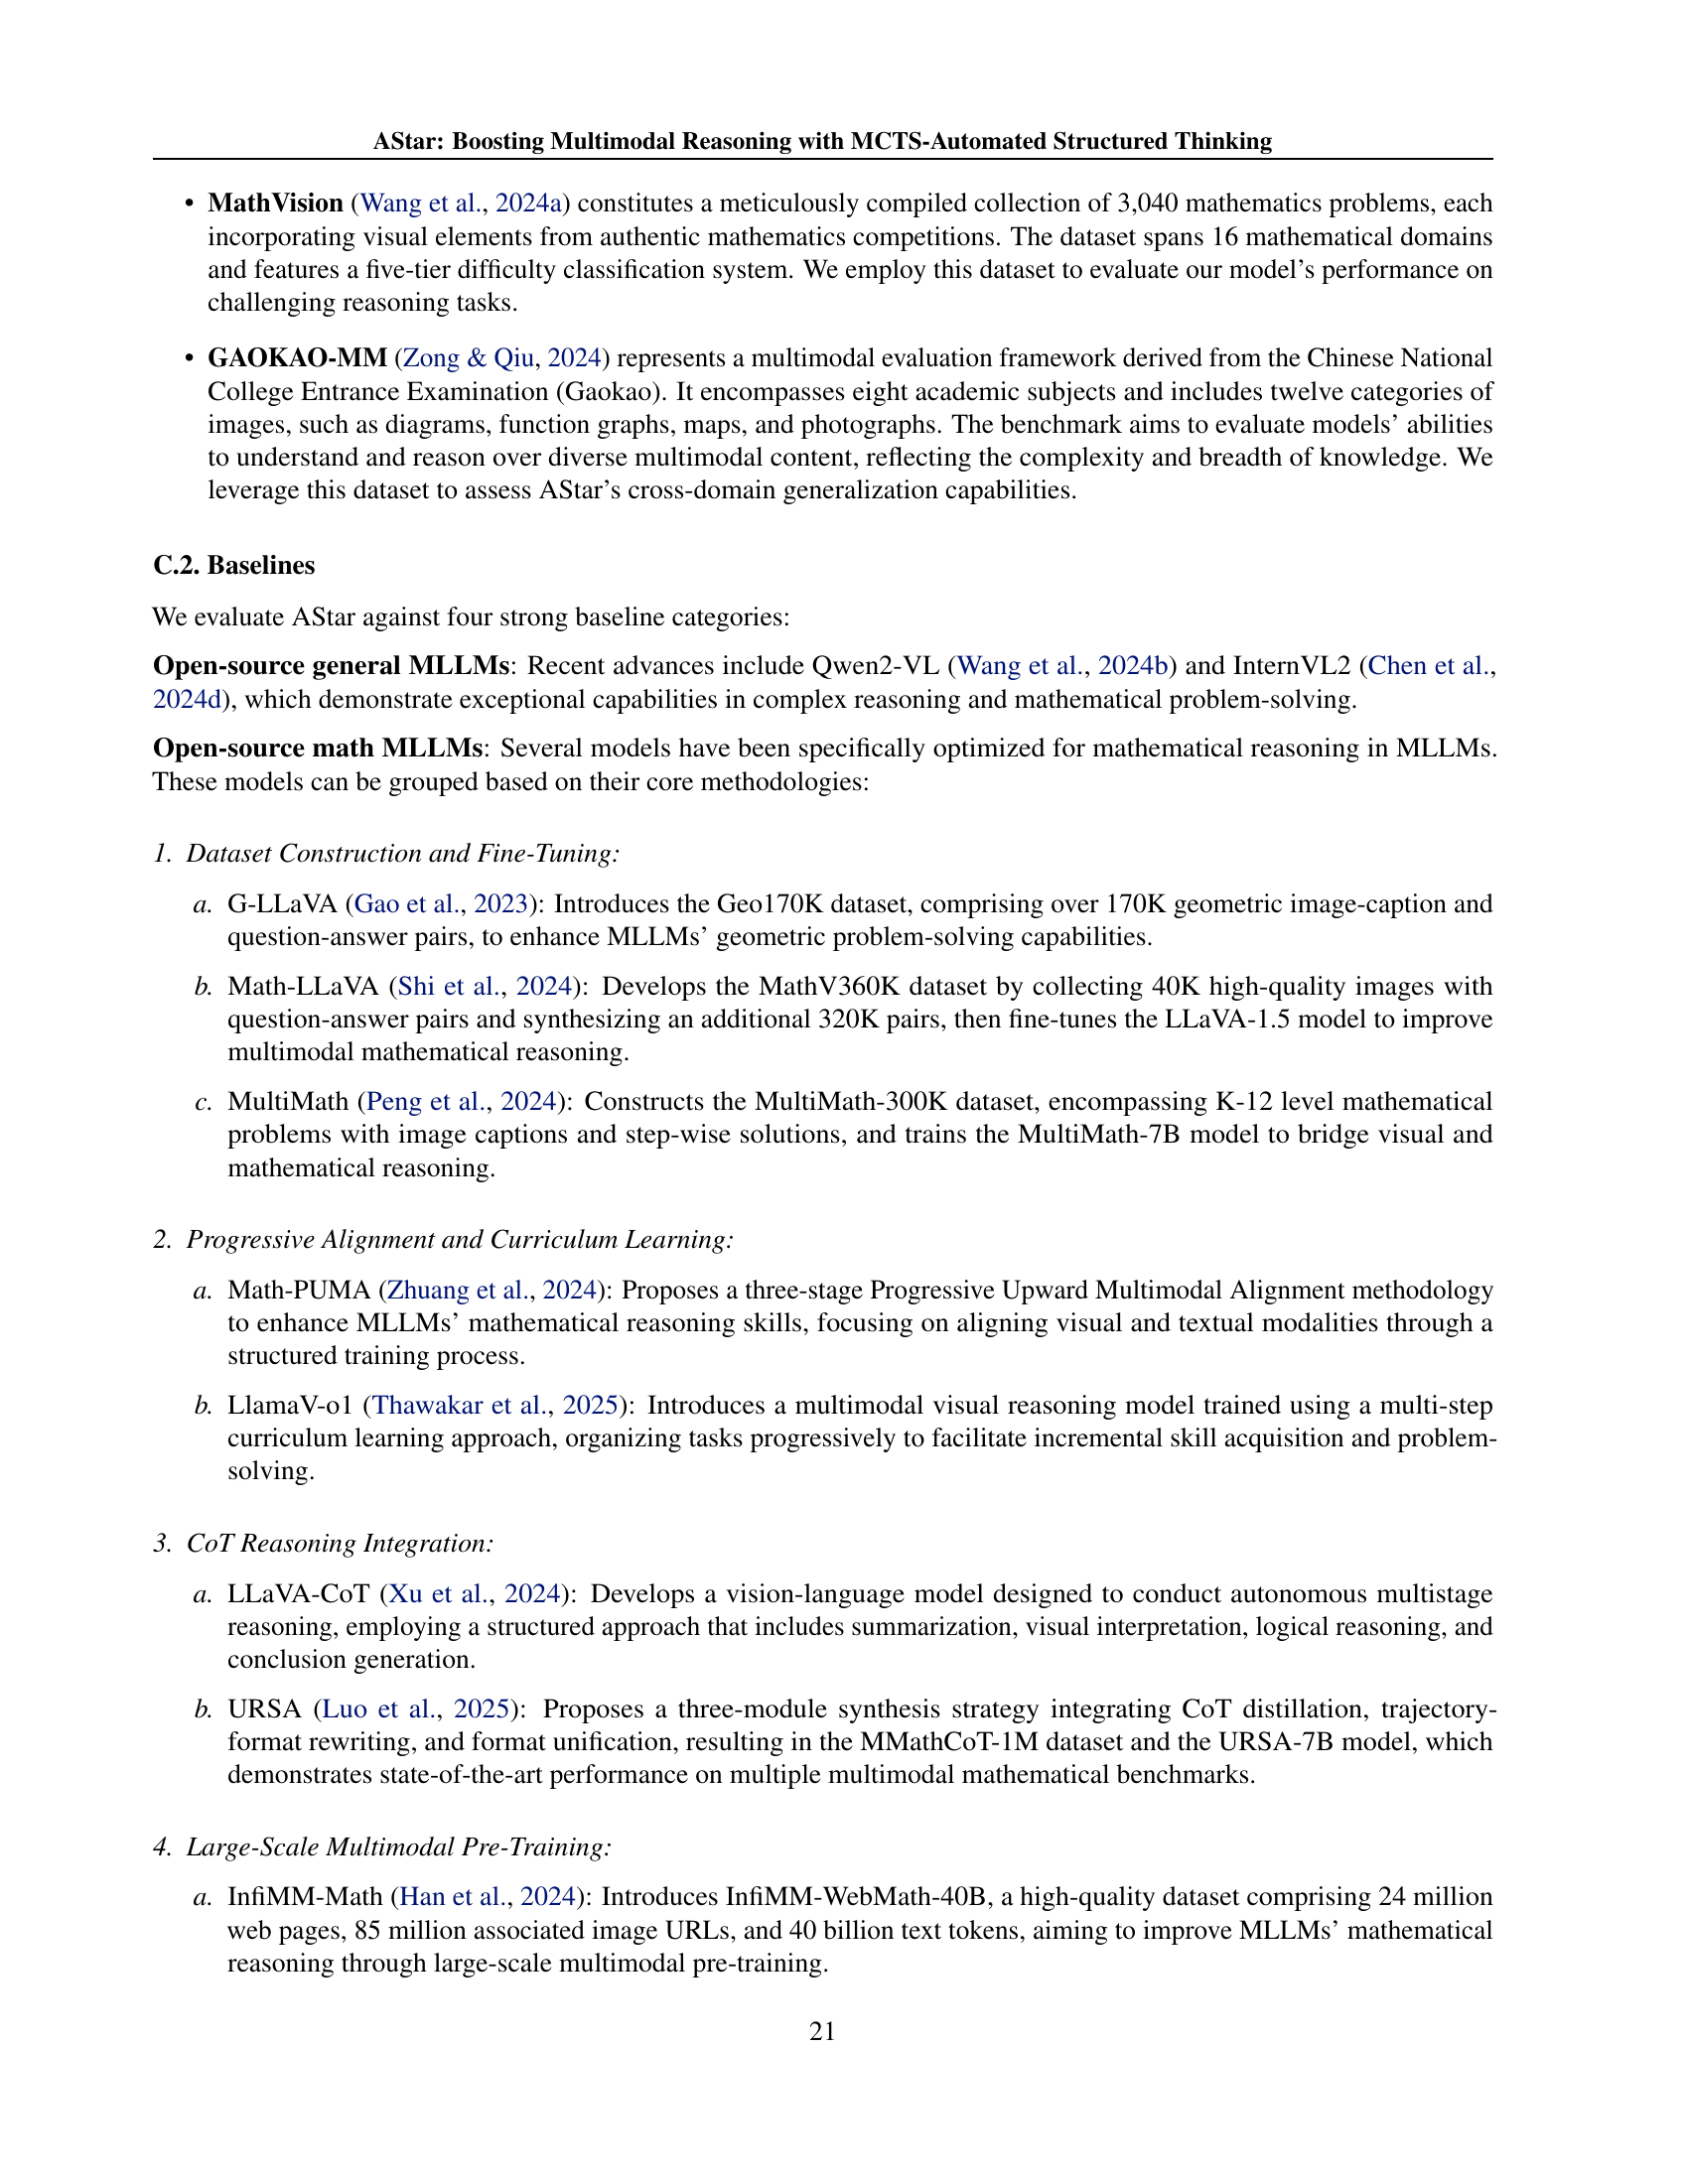 AStar: Boosting Multimodal Reasoning with MCTS-Automated Structured Thinking
• MathVision (Wang et al., 2024a) constitutes a meticulously compiled collection of 3,040 mathematics problems, each
incorporating visual elements from authentic mathematics competitions. The dataset spans 16 mathematical domains
and features a five-tier difficulty classification system. We employ this dataset to evaluate our model’s performance on
challenging reasoning tasks.
• GAOKAO-MM (Zong & Qiu, 2024) represents a multimodal evaluation framework derived from the Chinese National
College Entrance Examination (Gaokao). It encompasses eight academic subjects and includes twelve categories of
images, such as diagrams, function graphs, maps, and photographs. The benchmark aims to evaluate models’ abilities
to understand and reason over diverse multimodal content, reflecting the complexity and breadth of knowledge. We
leverage this dataset to assess AStar’s cross-domain generalization capabilities.
C.2. Baselines
We evaluate AStar against four strong baseline categories:
Open-source general MLLMs: Recent advances include Qwen2-VL (Wang et al., 2024b) and InternVL2 (Chen et al.,
2024d), which demonstrate exceptional capabilities in complex reasoning and mathematical problem-solving.
Open-source math MLLMs: Several models have been specifically optimized for mathematical reasoning in MLLMs.
These models can be grouped based on their core methodologies:
1. Dataset Construction and Fine-Tuning:
a. G-LLaVA (Gao et al., 2023): Introduces the Geo170K dataset, comprising over 170K geometric image-caption and
question-answer pairs, to enhance MLLMs’ geometric problem-solving capabilities.
b. Math-LLaVA (Shi et al., 2024): Develops the MathV360K dataset by collecting 40K high-quality images with
question-answer pairs and synthesizing an additional 320K pairs, then fine-tunes the LLaVA-1.5 model to improve
multimodal mathematical reasoning.
c. MultiMath (Peng et al., 2024): Constructs the MultiMath-300K dataset, encompassing K-12 level mathematical
problems with image captions and step-wise solutions, and trains the MultiMath-7B model to bridge visual and
mathematical reasoning.
2. Progressive Alignment and Curriculum Learning:
a. Math-PUMA (Zhuang et al., 2024): Proposes a three-stage Progressive Upward Multimodal Alignment methodology
to enhance MLLMs’ mathematical reasoning skills, focusing on aligning visual and textual modalities through a
structured training process.
b. LlamaV-o1 (Thawakar et al., 2025): Introduces a multimodal visual reasoning model trained using a multi-step
curriculum learning approach, organizing tasks progressively to facilitate incremental skill acquisition and problem-
solving.
3. CoT Reasoning Integration:
a. LLaVA-CoT (Xu et al., 2024): Develops a vision-language model designed to conduct autonomous multistage
reasoning, employing a structured approach that includes summarization, visual interpretation, logical reasoning, and
conclusion generation.
b. URSA (Luo et al., 2025): Proposes a three-module synthesis strategy integrating CoT distillation, trajectory-
format rewriting, and format unification, resulting in the MMathCoT-1M dataset and the URSA-7B model, which
demonstrates state-of-the-art performance on multiple multimodal mathematical benchmarks.
4. Large-Scale Multimodal Pre-Training:
a. InfiMM-Math (Han et al., 2024): Introduces InfiMM-WebMath-40B, a high-quality dataset comprising 24 million
web pages, 85 million associated image URLs, and 40 billion text tokens, aiming to improve MLLMs’ mathematical
reasoning through large-scale multimodal pre-training.
21